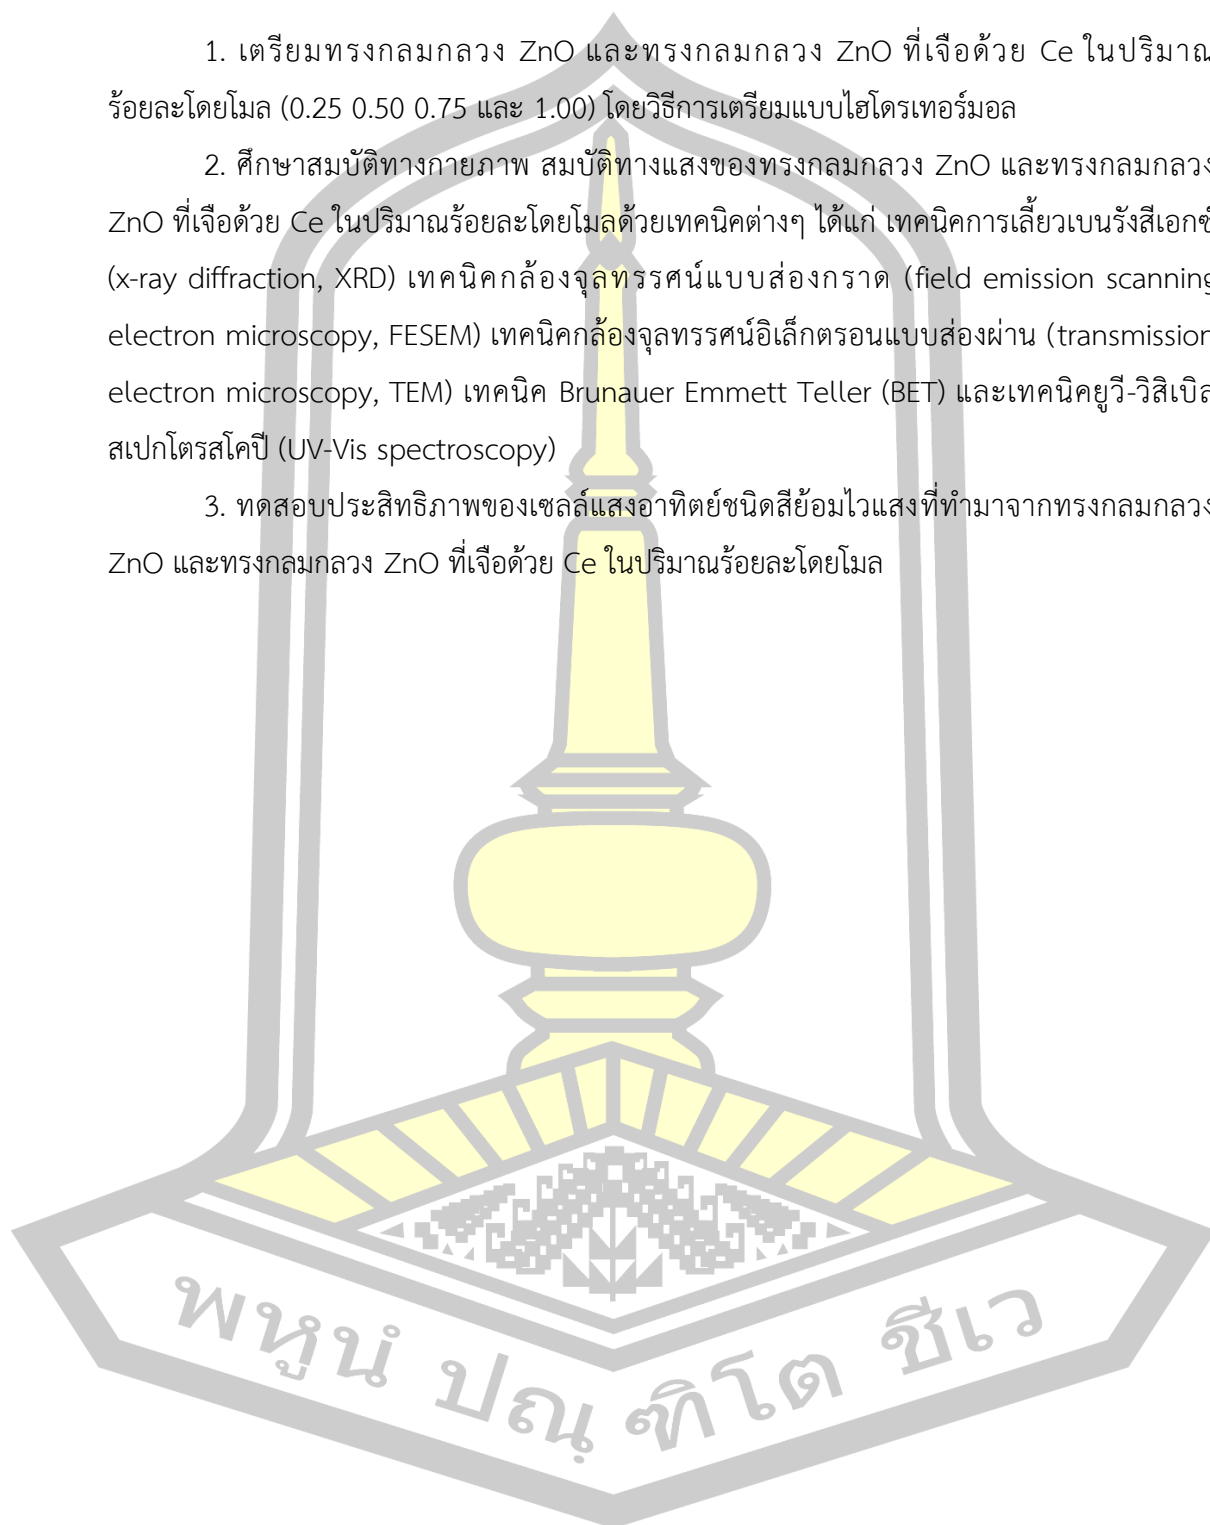 1. เตรียมทรงกลมกลวง ZnO และทรงกลมกลวง ZnO ที่เจือด้วย Ce ในปริมาณ
ร้อยละโดยโมล (0.25 0.50 0.75 และ 1.00) โดยวิธีการเตรียมแบบไฮโดรเทอร์มอล
2. ศึกษาสมบัติทางกายภาพ สมบัติทางแสงของทรงกลมกลวง ZnO และทรงกลมกลวง
ZnO ที่เจือด้วย Ce ในปริมาณร้อยละโดยโมลด้วยเทคนิคต่างๆ ได้แก่ เทคนิคการเลี้ยวเบนรังสีเอกซ์
(x-ray diffraction, XRD) เทคนิคกล้องจุลทรรศน์แบบส่องกราด (field emission scanning
electron microscopy, FESEM) เทคนิคกล้องจุลทรรศน์อิเล็กตรอนแบบส่องผ่าน (transmission
electron microscopy, TEM) เทคนิค Brunauer Emmett Teller (BET) และเทคนิคยูวี-วิสิเบิล
สเปกโตรสโคปี (UV-Vis spectroscopy)
3. ทดสอบประสิทธิภาพของเซลล์แสงอาทิตย์ชนิดสีย้อมไวแสงที่ทำมาจากทรงกลมกลวง
ZnO และทรงกลมกลวง ZnO ที่เจือด้วย Ce ในปริมาณร้อยละโดยโมล
พหูนํ ปณฺ ฑิโต ชีเว